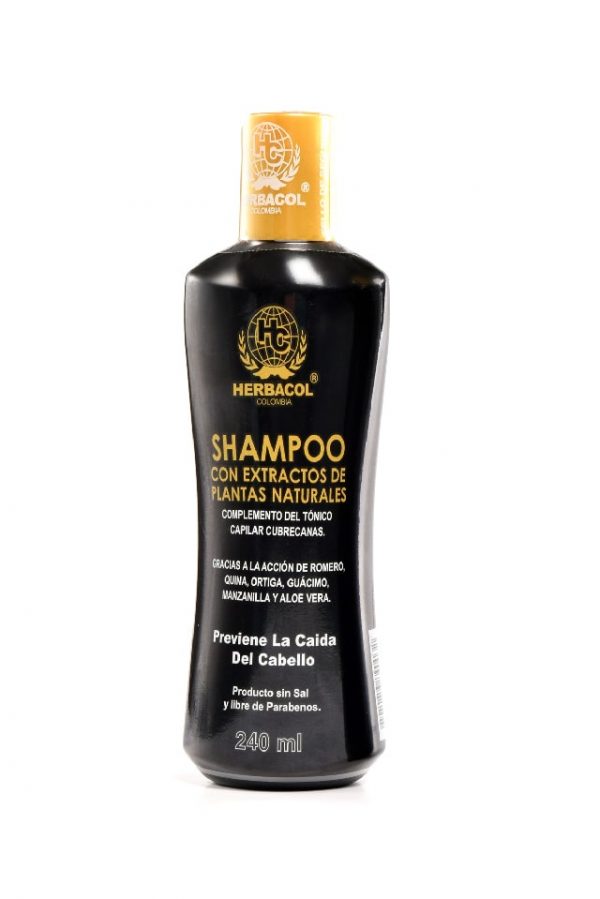 HC
RBACOL®
COLOMBIA
HC
HERBACOL®
COLOMBIA
SHAMPOO
CON EXTRACTOS DE
PLANTAS NATURALES
COMPLEMENTO DEL TÓNICO
CAPILAR CUBRECANAS.
GRACIAS A LA ACCIÓN DE ROMERO,
QUINA, ORTIGA, GUÁCIMO,
MANZANILLA Y ALOE VERA.
Previene La Caida
Del Cabello
Producto sin Sal
y libre de Parabenos.
240 ml